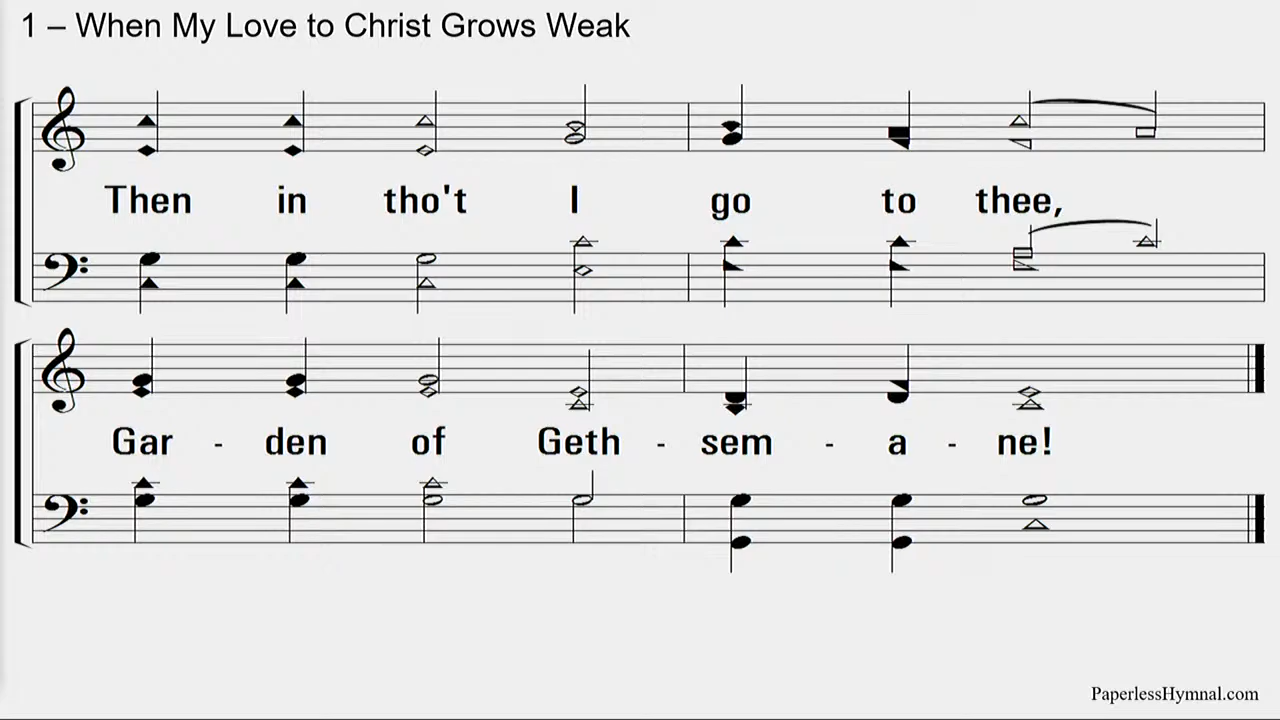 1 – When My Love to Christ Grows Weak
Then in tho't I go to thee,
Gar - den of Geth - sem - a - ne!
PaperlessHymnal.com